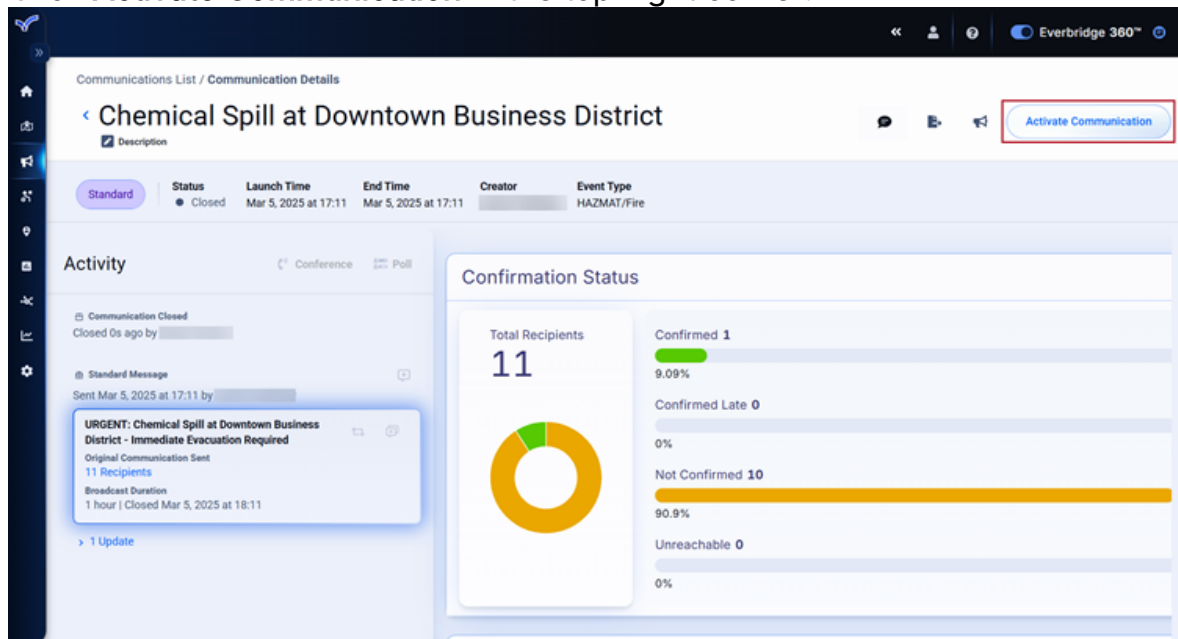 Everbridge 360™
Communications List / Communication Details
Chemical Spill at Downtown Business District
Description
Activate Communication
Standard
Status
Closed
Launch Time
Mar 5, 2025 at 17:11
End Time
Mar 5, 2025 at 17:11
Creator
Event Type
HAZMAT/Fire
Activity
Conference
Poll
Communication Closed
Closed 0s ago by
Standard Message
Sent Mar 5, 2025 at 17:11 by
URGENT: Chemical Spill at Downtown Business
District - Immediate Evacuation Required
Original Communication Sent
11 Recipients
Broadcast Duration
1 hour | Closed Mar 5, 2025 at 18:11
1 Update
Confirmation Status
Total Recipients
11
Confirmed 1
9.09%
Confirmed Late 0
0%
Not Confirmed 10
90.9%
Unreachable 0
0%